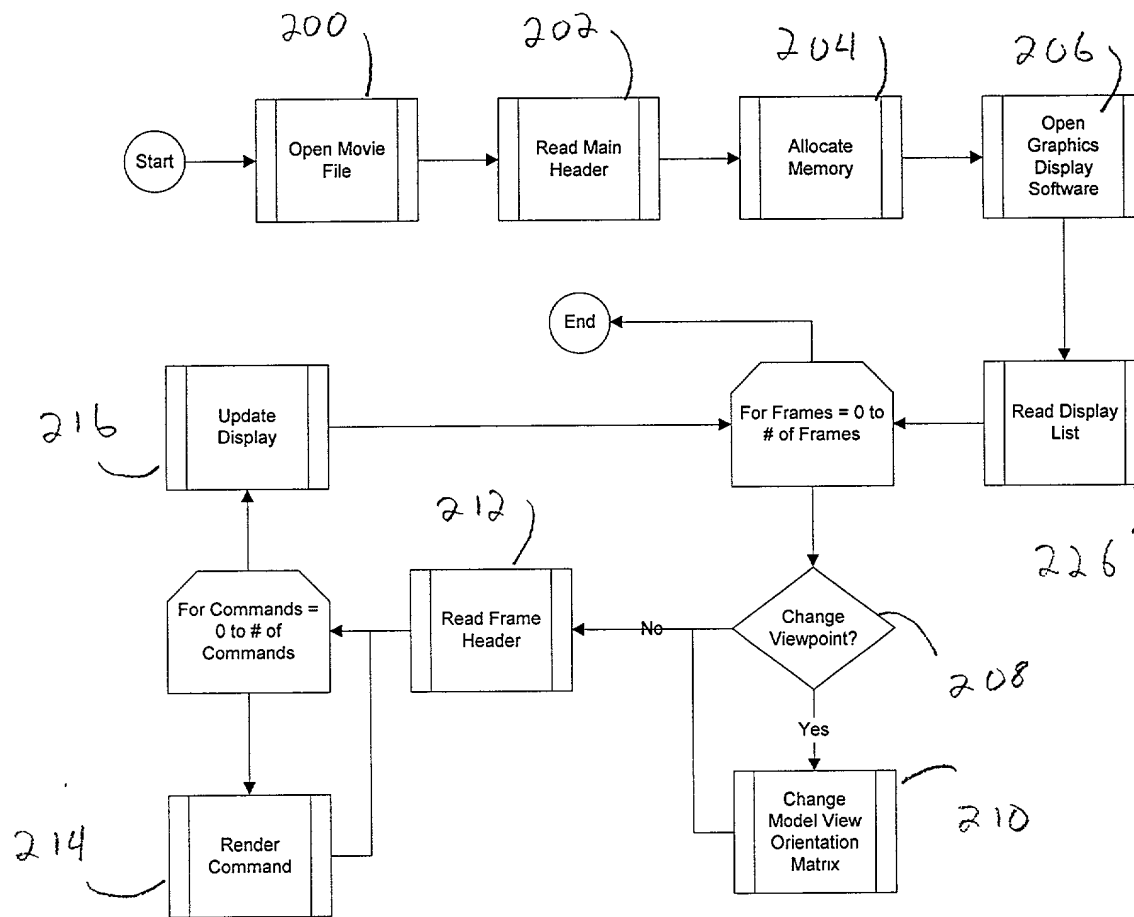 200
202
204
206
Start
Open Movie
File
Read Main
Header
Allocate
Memory
Open
Graphics
Display
Software
End
216
Update
Display
For Frames = 0 to
# of Frames
Read Display
List
226
212
For Commands =
0 to # of
Commands
Read Frame
Header
No
Change
Viewpoint?
208
Yes
214
Render
Command
Change
Model View
Orientation
Matrix
210